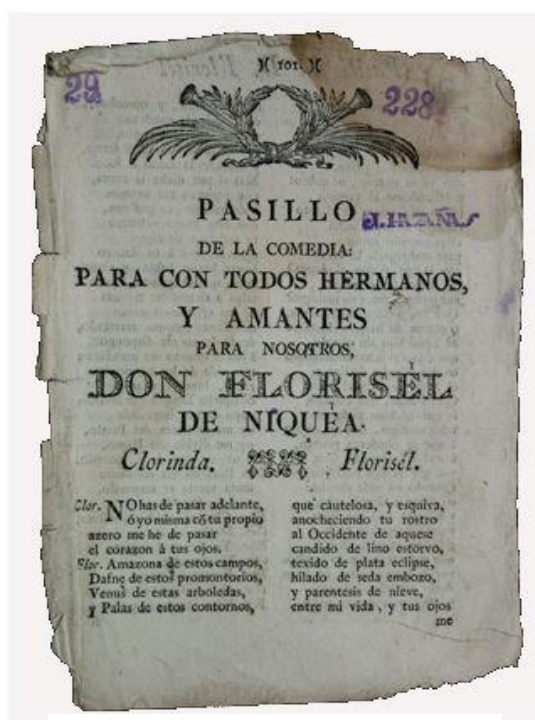 )( 101. )(
29
228
PASILLO
DE LA COMEDIA:
PARA CON TODOS HERMANOS,
Y AMANTES
PARA NOSOTROS,
DON FLORISÈL
DE NIQUÈA.
Clorinda. Florisél.
Clor. NO has de pasar adelante,
ó yo misma cō tu propio
azero me he de pasar
el corazon á tus ojos.
Flor. Amazona de estos campos,
Dafne de estos promontorios,
Venus de estas arboledas,
y Palas de estos contornos,
que cautelosa, y esquiva,
anocheciendo tu rostro
al Occidente de aquese
candido de lino estorvo,
texido de plata eclipse,
hilado de seda embozo,
y parentesis de nieve,
entre mi vida, y tus ojos
me